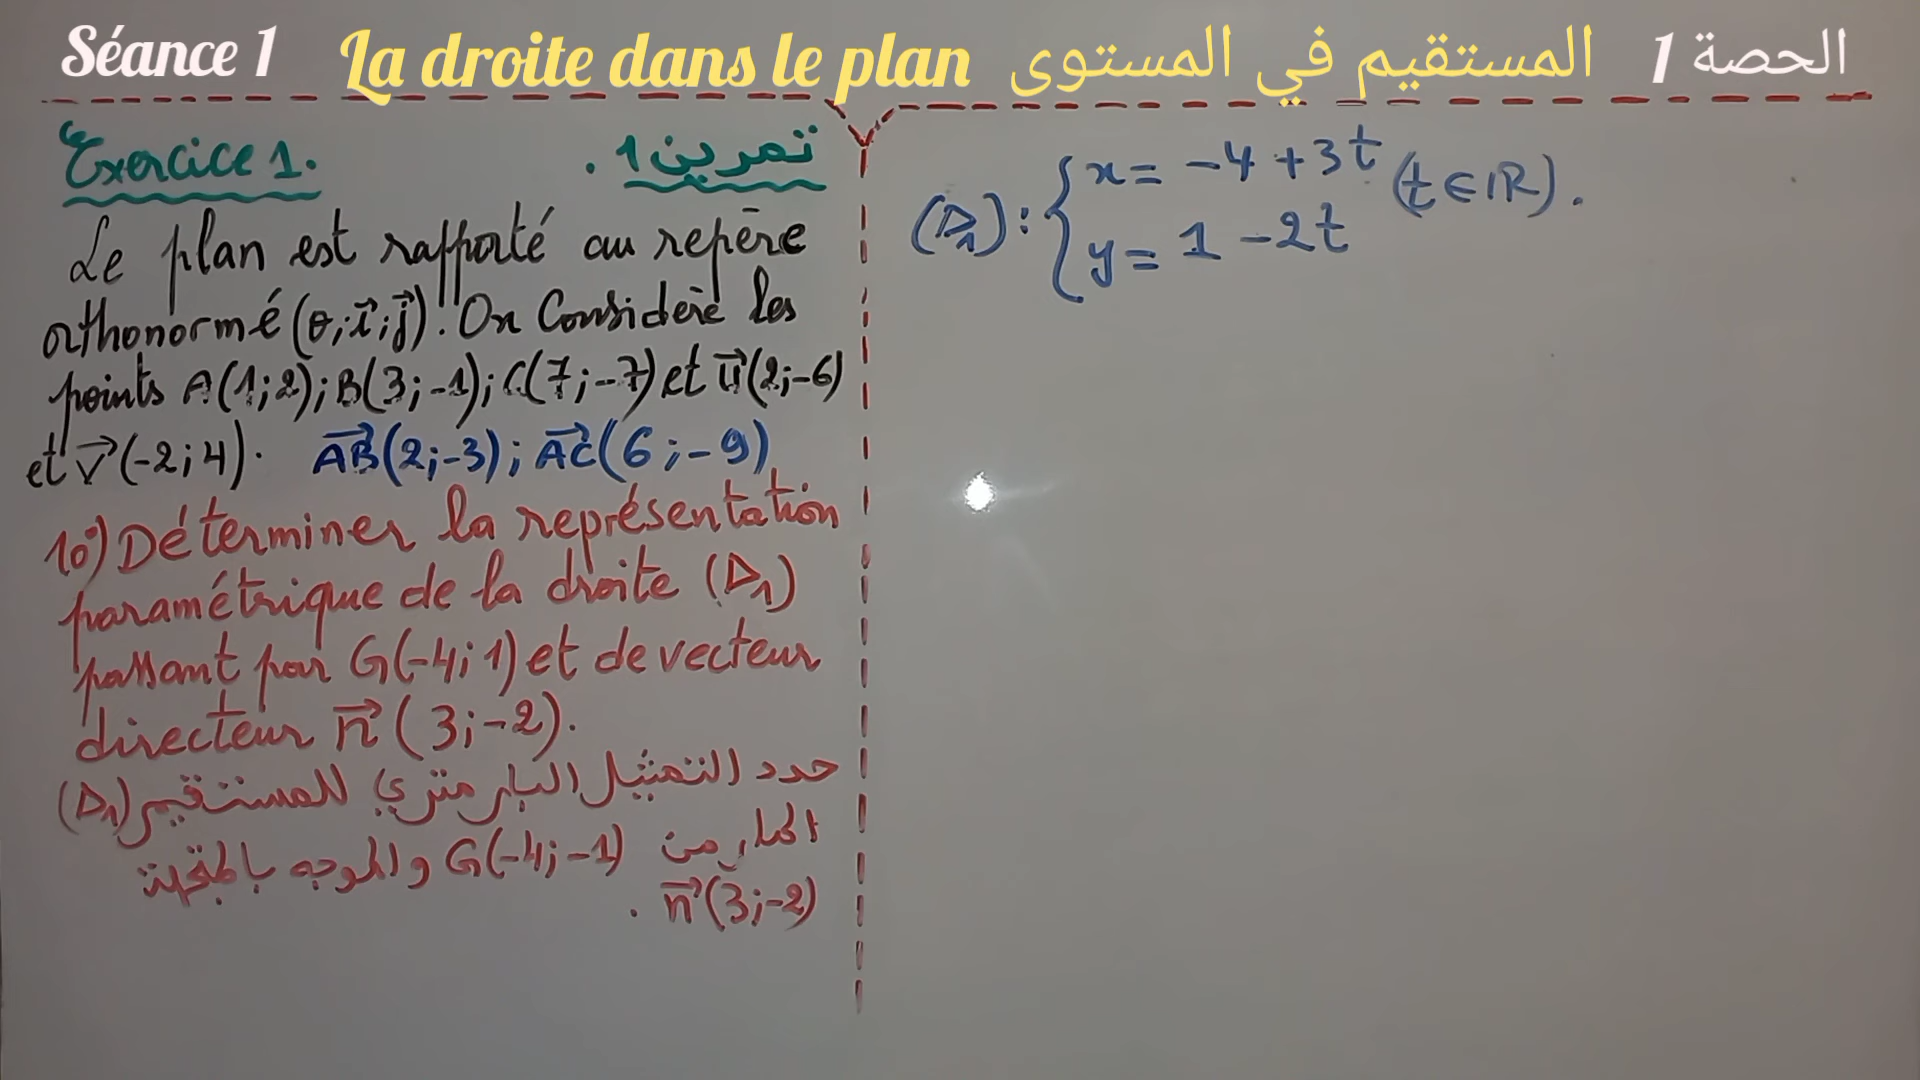 Séance 1 La droite dans le plan المستقيم في المستوى الحصة 1
Exercice 1. تمرين 1.
Le plan est rapporté au repère
orthonormé (o;i⃗;j⃗). On Considère les
points A(1;2); B(3;-1); C(7;-7) et u⃗(2;-6)
et v⃗(-2;4). AB⃗(2;-3); AC⃗(6;-9)
10°) Déterminer la représentation
paramétrique de la droite (D₁)
passant par G(-4;1) et de vecteur
directeur n⃗(3;-2).
حدد التمثيل البارمتري للمستقيم (D₁)
المار من G(-4;-1) والموجه بالمتجهة
n⃗(3;-2).
(D₁): { x = -4 + 3t (t ∈ IR).
y = 1 - 2t